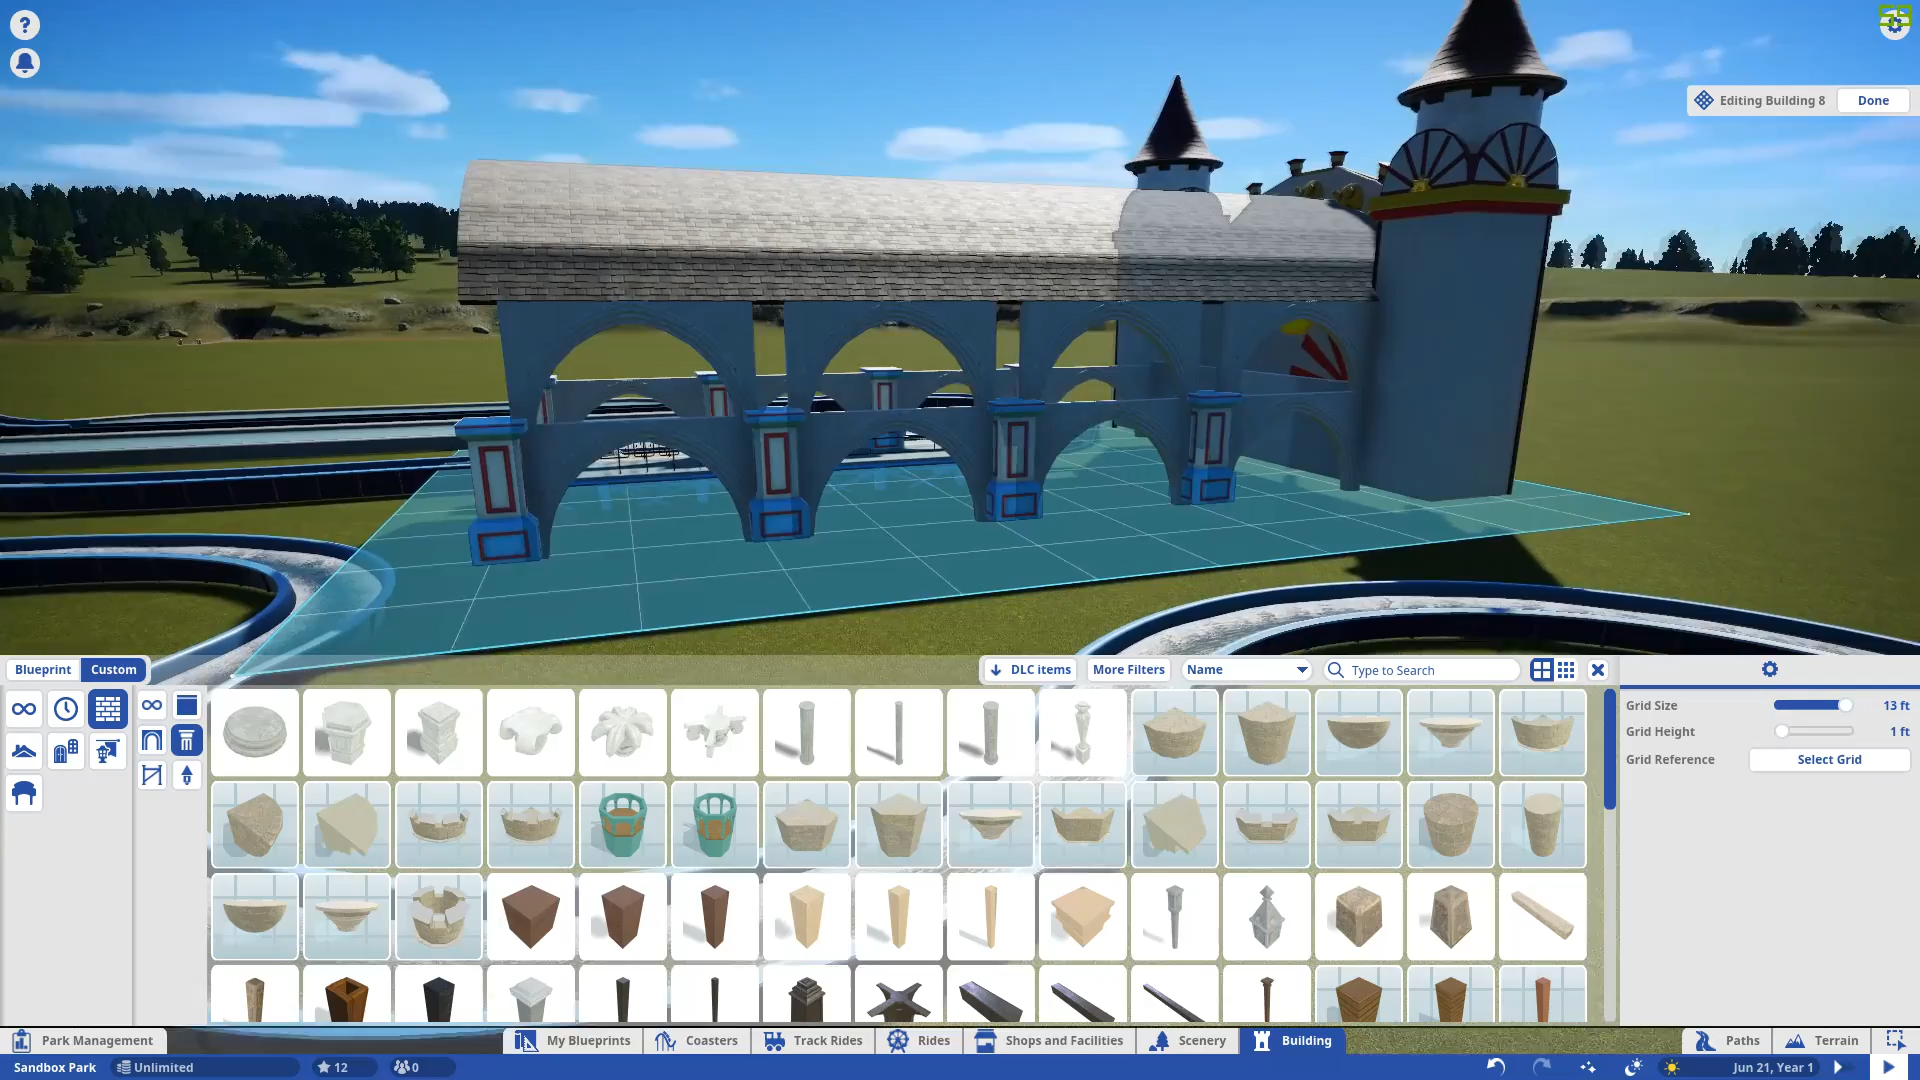 ?
Editing Building 8
Done
Blueprint
Custom
DLC items
More Filters
Name
Type to Search
Grid Size
13 ft
Grid Height
1 ft
Grid Reference
Select Grid
Park Management
My Blueprints
Coasters
Track Rides
Rides
Shops and Facilities
Scenery
Building
Paths
Terrain
Sandbox Park
Unlimited
12
0
Jun 21, Year 1